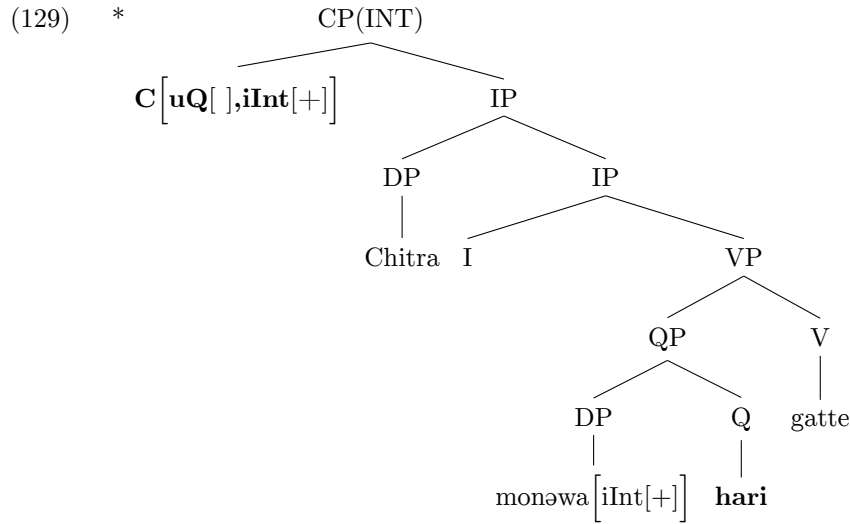 (129) * CP(INT)
C[uQ[ ],iInt[+]] IP
DP IP
Chitra I VP
QP V
DP Q gatte
monəwa[iInt[+]] hari